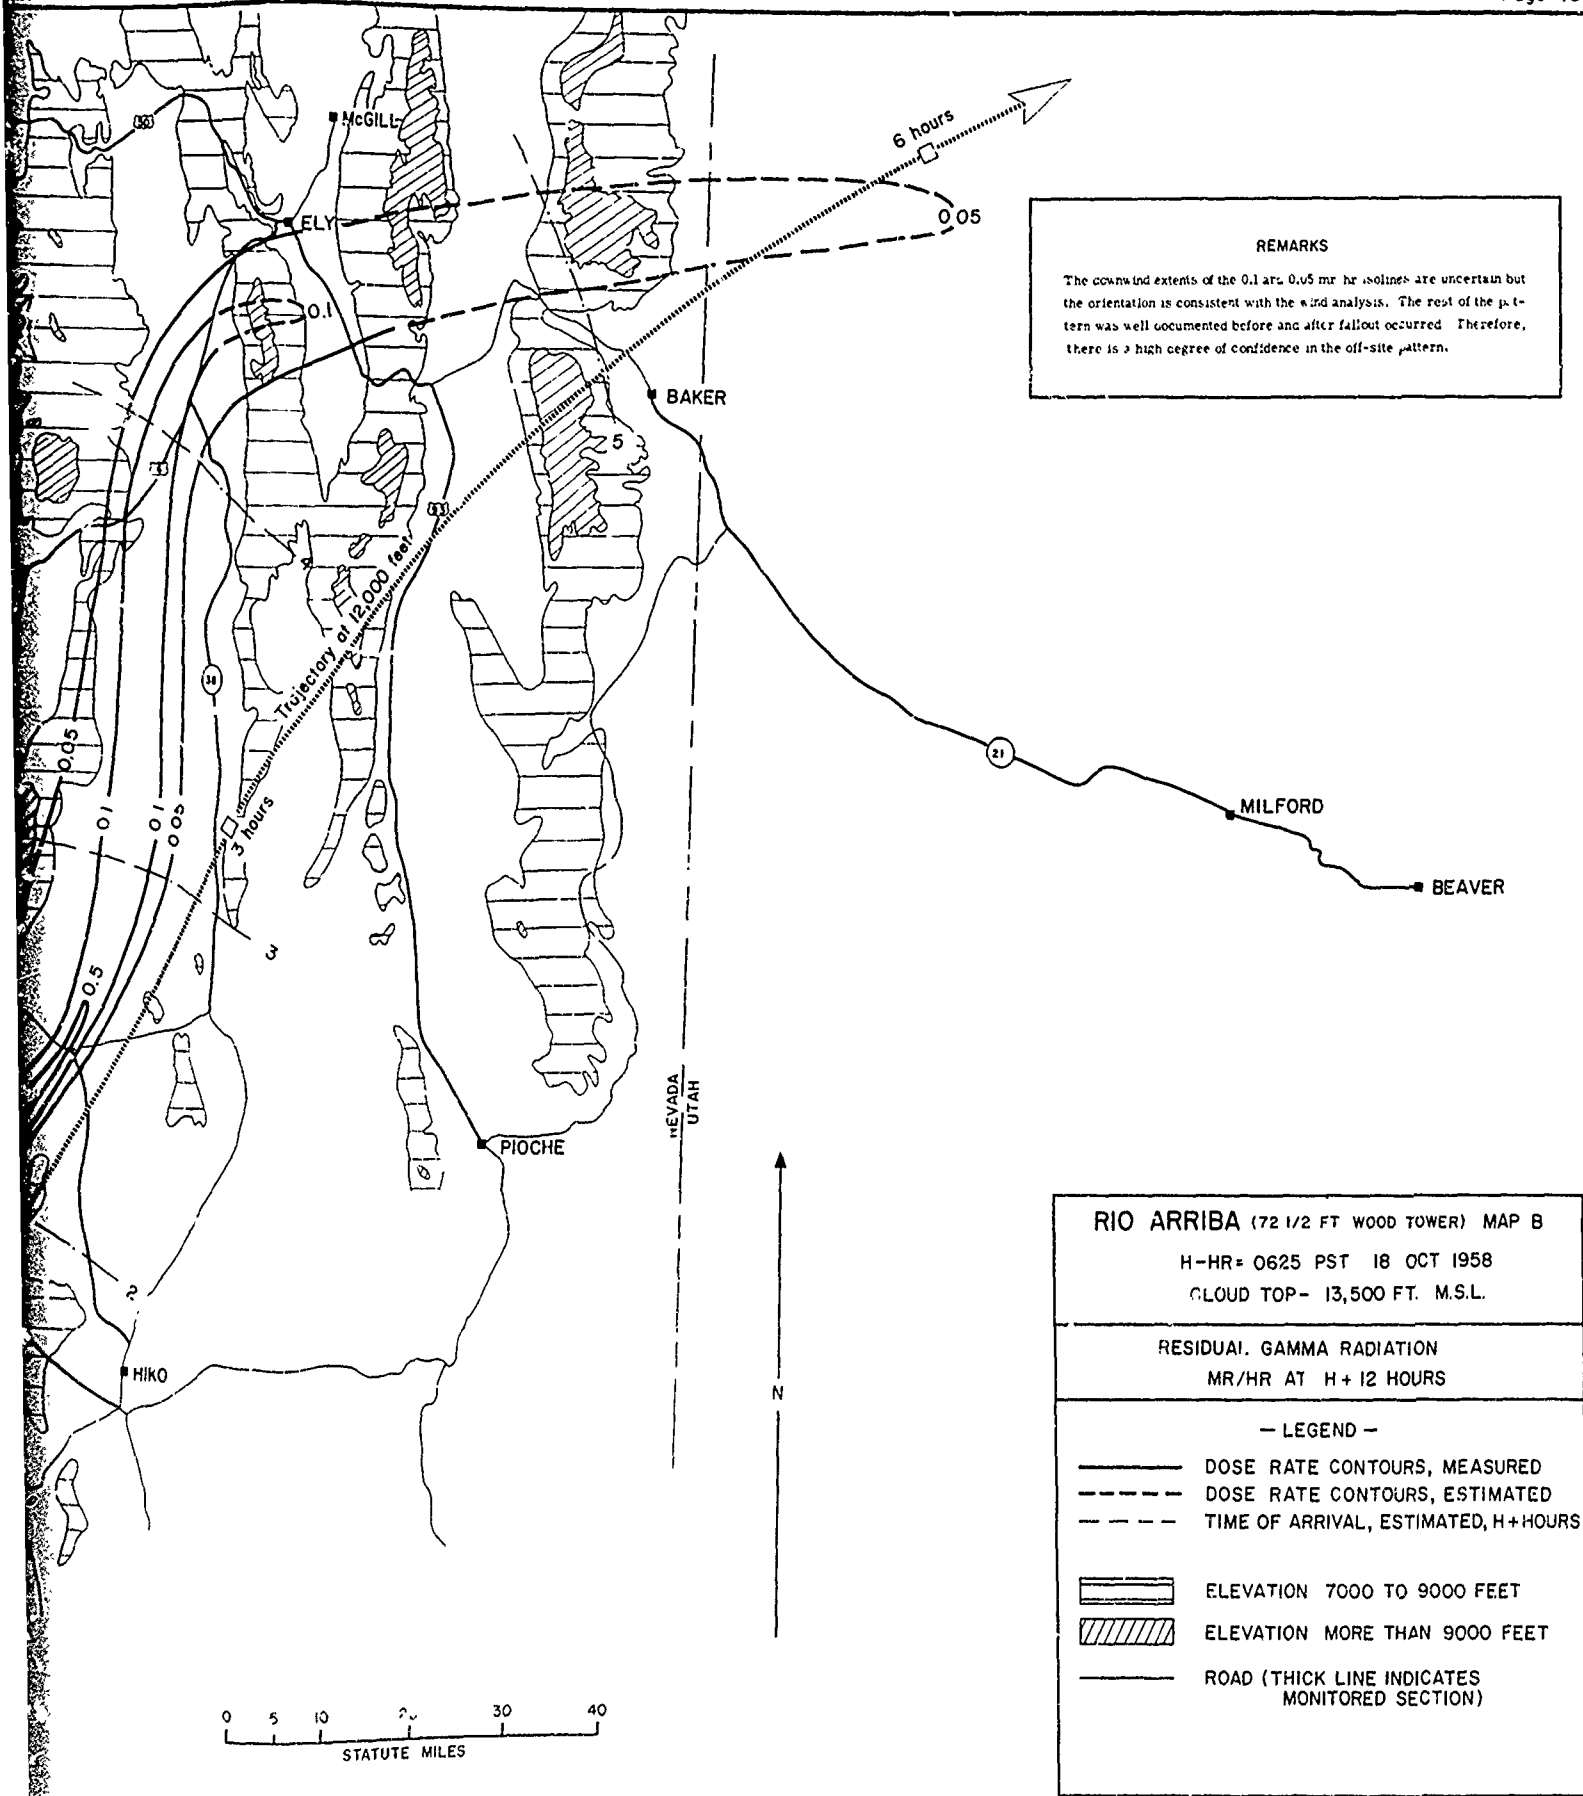 McGILL
6 hours
ELY
0.05
REMARKS
The downwind extents of the 0.1 and 0.05 mr hr isolines are uncertain but
the orientation is consistent with the wind analysis. The rest of the pat-
tern was well documented before and after fallout occurred Therefore,
there is a high degree of confidence in the off-site pattern.
0.1
BAKER
5
Trajectory at 12,000 feet
38
0.05
21
0.1
0.1
0.05
3 hours
MILFORD
BEAVER
3
0.5
NEVADA
UTAH
PIOCHE
2
HIKO
N
RIO ARRIBA (72 1/2 FT WOOD TOWER) MAP B
H-HR= 0625 PST 18 OCT 1958
CLOUD TOP- 13,500 FT. M.S.L.
RESIDUAL GAMMA RADIATION
MR/HR AT H + 12 HOURS
— LEGEND —
DOSE RATE CONTOURS, MEASURED
DOSE RATE CONTOURS, ESTIMATED
TIME OF ARRIVAL, ESTIMATED, H+HOURS
ELEVATION 7000 TO 9000 FEET
ELEVATION MORE THAN 9000 FEET
ROAD (THICK LINE INDICATES
MONITORED SECTION)
0 5 10 20 30 40
STATUTE MILES